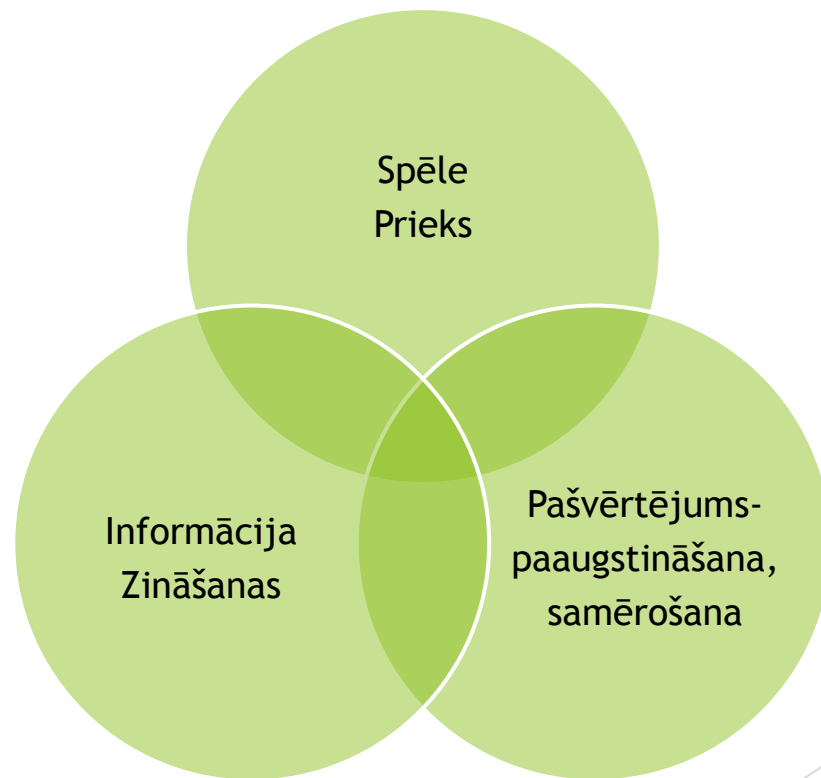 Spēle
Prieks
Informācija
Zināšanas
Pašvērtējums-
paaugstināšana,
samērošana